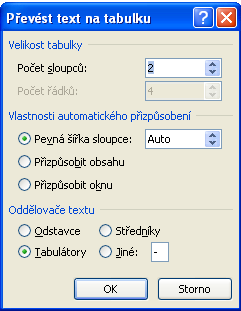 Převést text na tabulku
Velikost tabulky
Počet sloupců: 2
Počet řádků: 4
Vlastnosti automatického přizpůsobení
Pevná šířka sloupce: Auto
Přizpůsobit obsahu
Přizpůsobit oknu
Oddělovače textu
Odstavce Středníky
Tabulátory Jiné: -
OK Storno